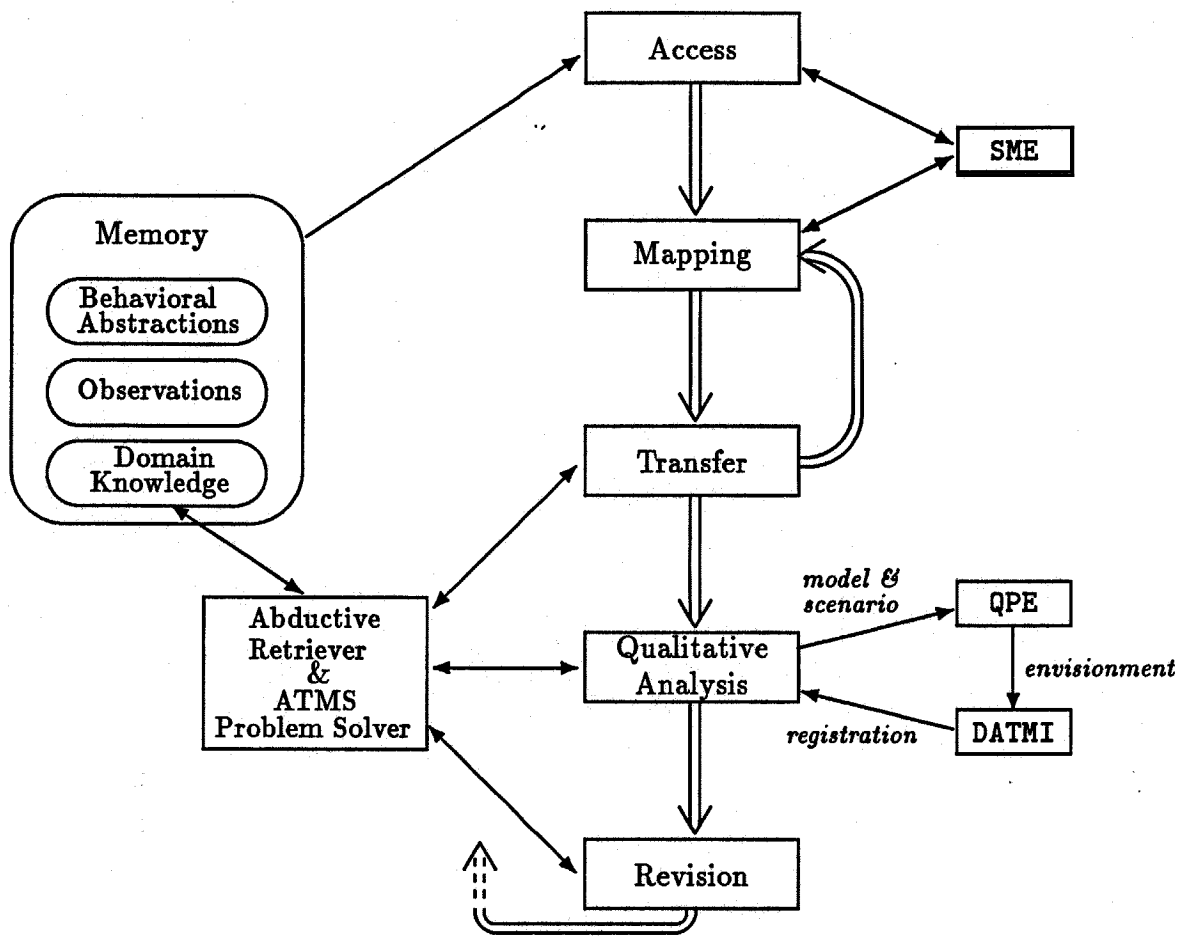 Access
SME
Memory
Mapping
Behavioral
Abstractions
Observations
Domain
Knowledge
Transfer
model &
scenario
QPE
Abductive
Retriever
&
ATMS
Problem Solver
Qualitative
Analysis
envisionment
registration
DATMI
Revision